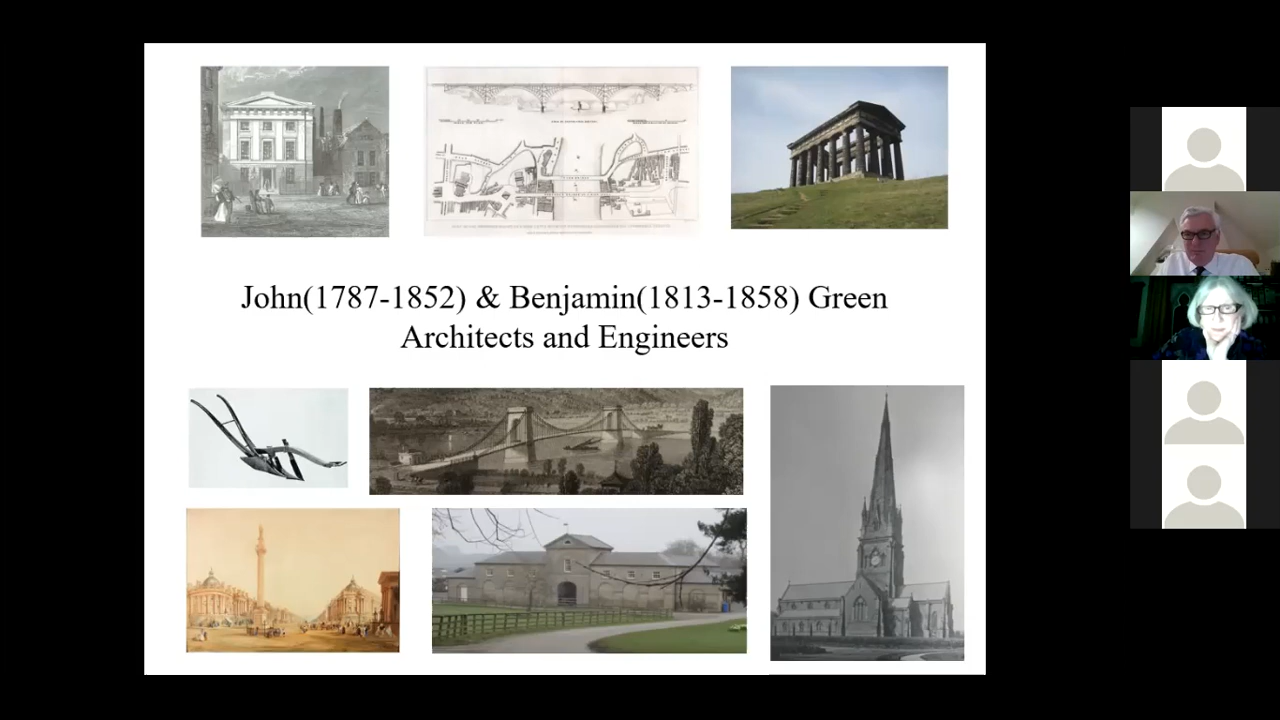 John(1787-1852) & Benjamin(1813-1858) Green
Architects and Engineers